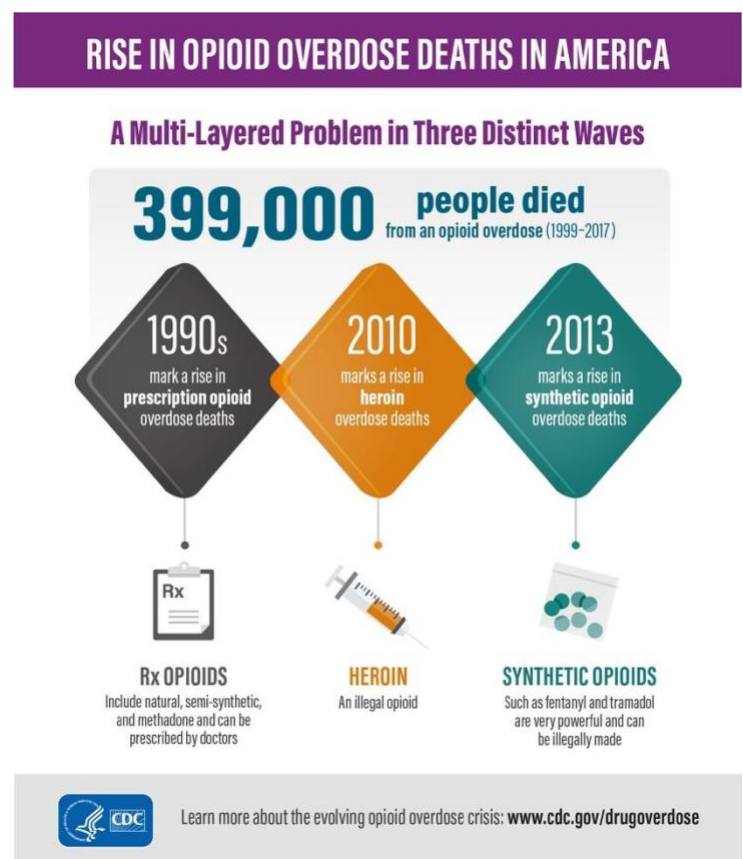 RISE IN OPIOID OVERDOSE DEATHS IN AMERICA
A Multi-Layered Problem in Three Distinct Waves
399,000
people died
from an opioid overdose (1999-2017)
1990s
mark a rise in
prescription opioid
overdose deaths
2010
marks a rise in
heroin
overdose deaths
2013
marks a rise in
synthetic opioid
overdose deaths
Rx
Rx OPIOIDS
Include natural, semi-synthetic,
and methadone and can be
prescribed by doctors
HEROIN
An illegal opioid
SYNTHETIC OPIOIDS
Such as fentanyl and tramadol
are very powerful and can
be illegally made
CDC
Learn more about the evolving opioid overdose crisis: www.cdc.gov/drugoverdose